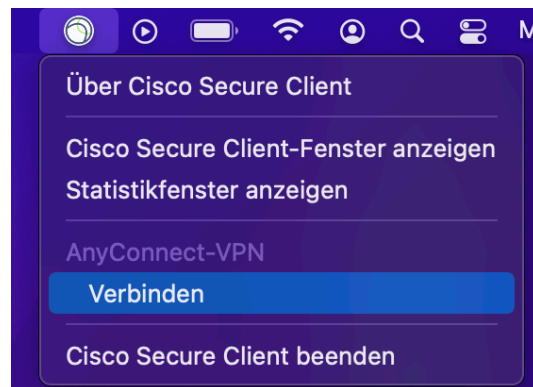 M
Über Cisco Secure Client
Cisco Secure Client-Fenster anzeigen
Statistikfenster anzeigen
AnyConnect-VPN
Verbinden
Cisco Secure Client beenden